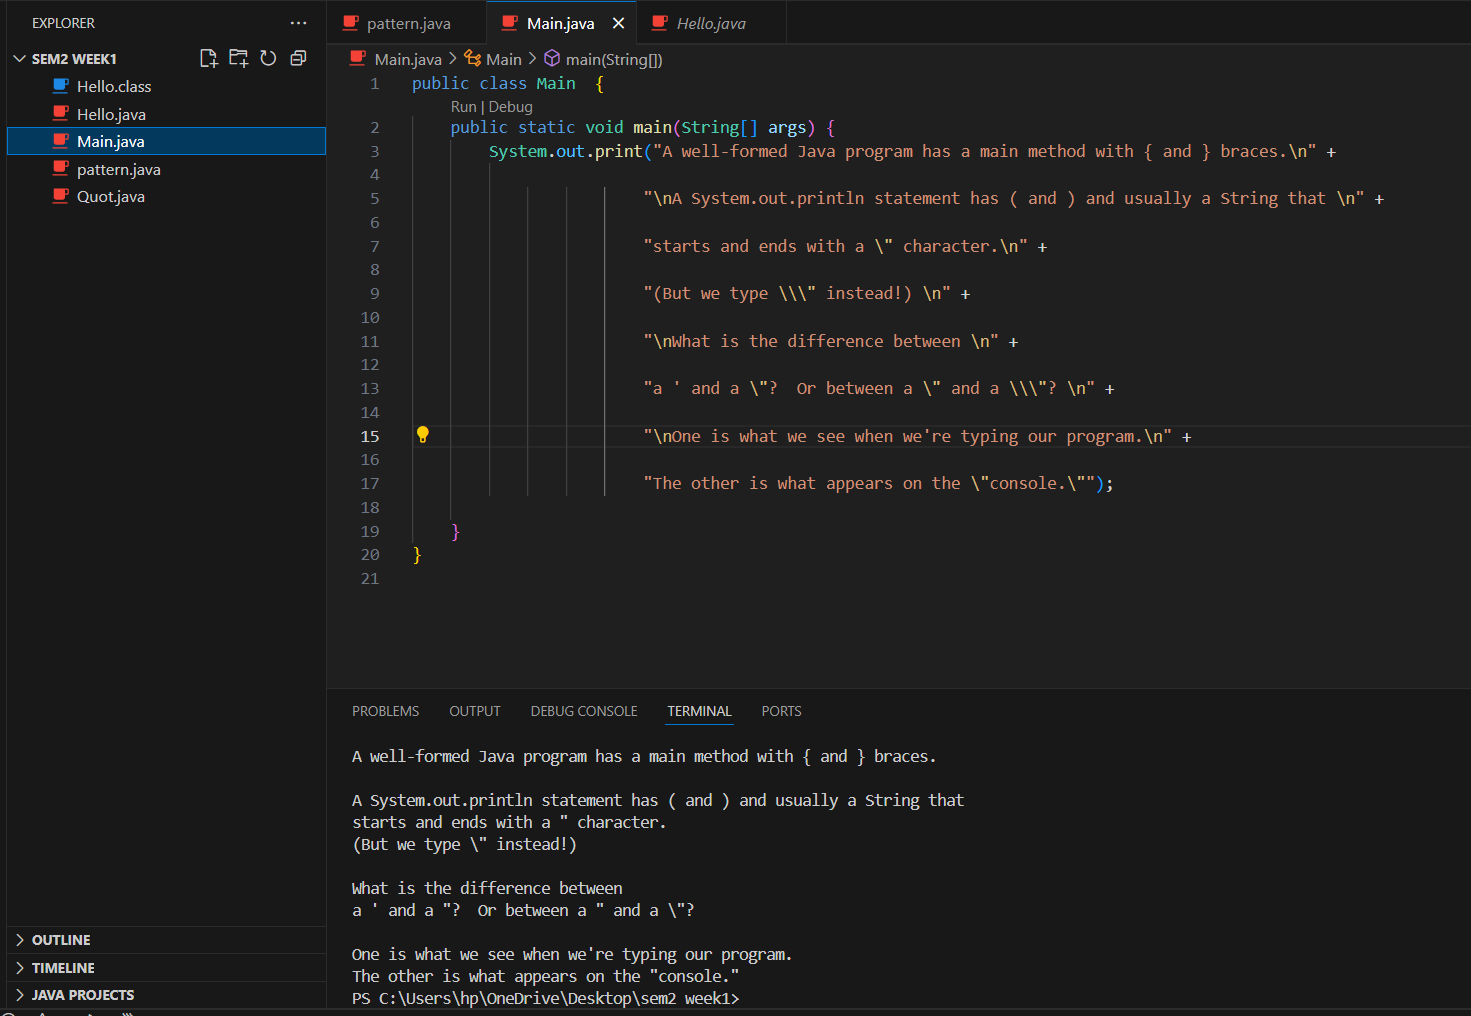 EXPLORER ...
SEM2 WEEK1
Hello.class
Hello.java
Main.java
pattern.java
Quot.java
OUTLINE
TIMELINE
JAVA PROJECTS
pattern.java Main.java Hello.java
Main.java > Main > main(String[])
1 public class Main  {
Run | Debug
2     public static void main(String[] args) {
3         System.out.print("A well-formed Java program has a main method with { and } braces.\n" +
4
5                         "\nA System.out.println statement has ( and ) and usually a String that \n" +
6
7                         "starts and ends with a \" character.\n" +
8
9                         "(But we type \\\" instead!) \n" +
10
11                         "\nWhat is the difference between \n" +
12
13                         "a ' and a \"?  Or between a \" and a \\\"? \n" +
14
15                         "\nOne is what we see when we're typing our program.\n" +
16
17                         "The other is what appears on the \"console.\"");
18
19     }
20 }
21
PROBLEMS OUTPUT DEBUG CONSOLE TERMINAL PORTS
A well-formed Java program has a main method with { and } braces.
A System.out.println statement has ( and ) and usually a String that
starts and ends with a " character.
(But we type \" instead!)
What is the difference between
a ' and a "?  Or between a " and a \"?
One is what we see when we're typing our program.
The other is what appears on the "console."
PS C:\Users\hp\OneDrive\Desktop\sem2 week1>